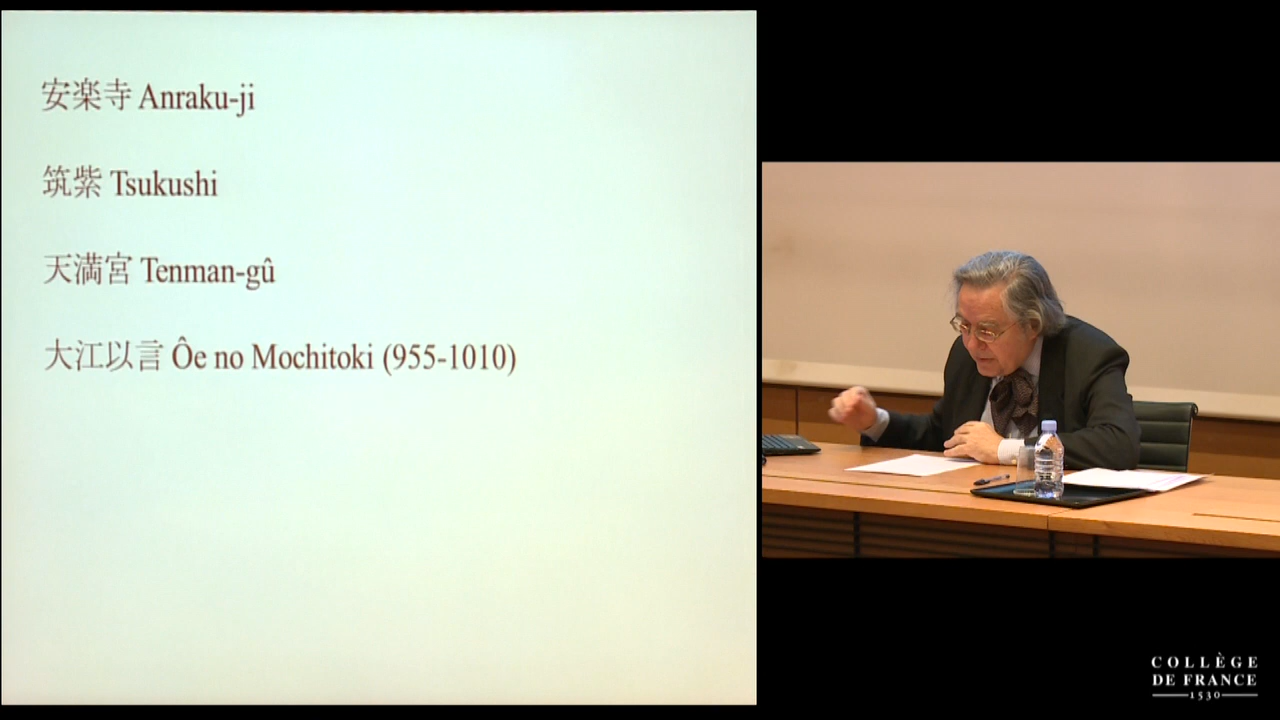 安楽寺 Anraku-ji
筑紫 Tsukushi
天満宮 Tenman-gû
大江以言 Ôe no Mochitoki (955-1010)
COLLÈGE
DE FRANCE
1530